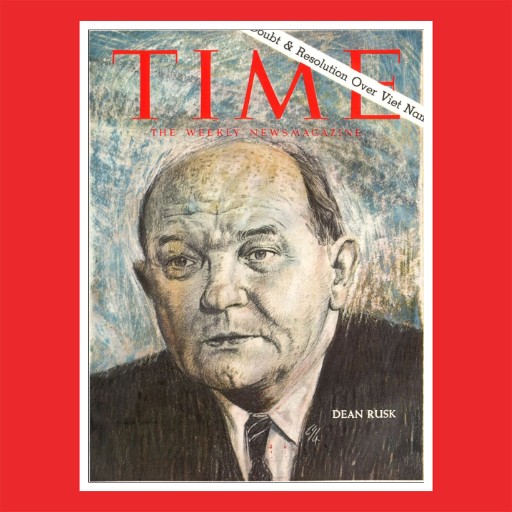 Doubt & Resolution Over Viet Nam
TIME
THE WEEKLY NEWSMAGAZINE
DEAN RUSK